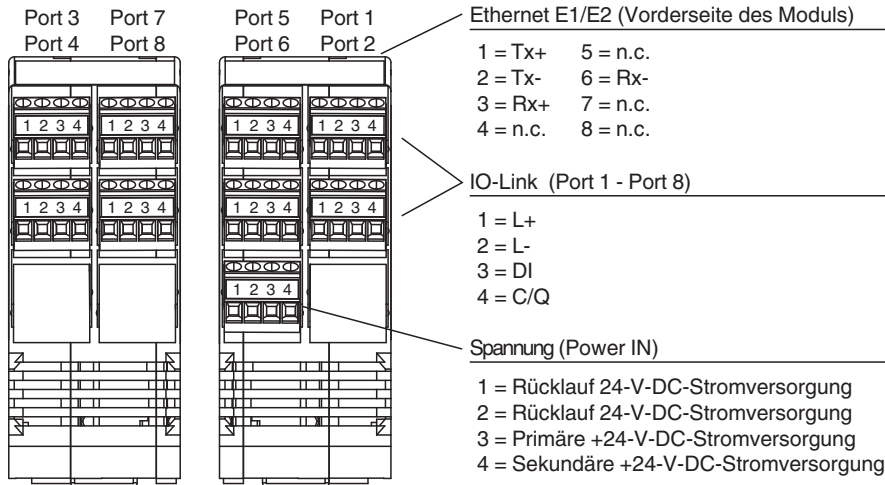 Port 3 Port 7
Port 4 Port 8
Port 5 Port 1
Port 6 Port 2
1 2 3 4 1 2 3 4
1 2 3 4 1 2 3 4
1 2 3 4 1 2 3 4
1 2 3 4 1 2 3 4
1 2 3 4
Ethernet E1/E2 (Vorderseite des Moduls)
1 = Tx+ 5 = n.c.
2 = Tx- 6 = Rx-
3 = Rx+ 7 = n.c.
4 = n.c. 8 = n.c.
IO-Link (Port 1 - Port 8)
1 = L+
2 = L-
3 = DI
4 = C/Q
Spannung (Power IN)
1 = Rücklauf 24-V-DC-Stromversorgung
2 = Rücklauf 24-V-DC-Stromversorgung
3 = Primäre +24-V-DC-Stromversorgung
4 = Sekundäre +24-V-DC-Stromversorgung